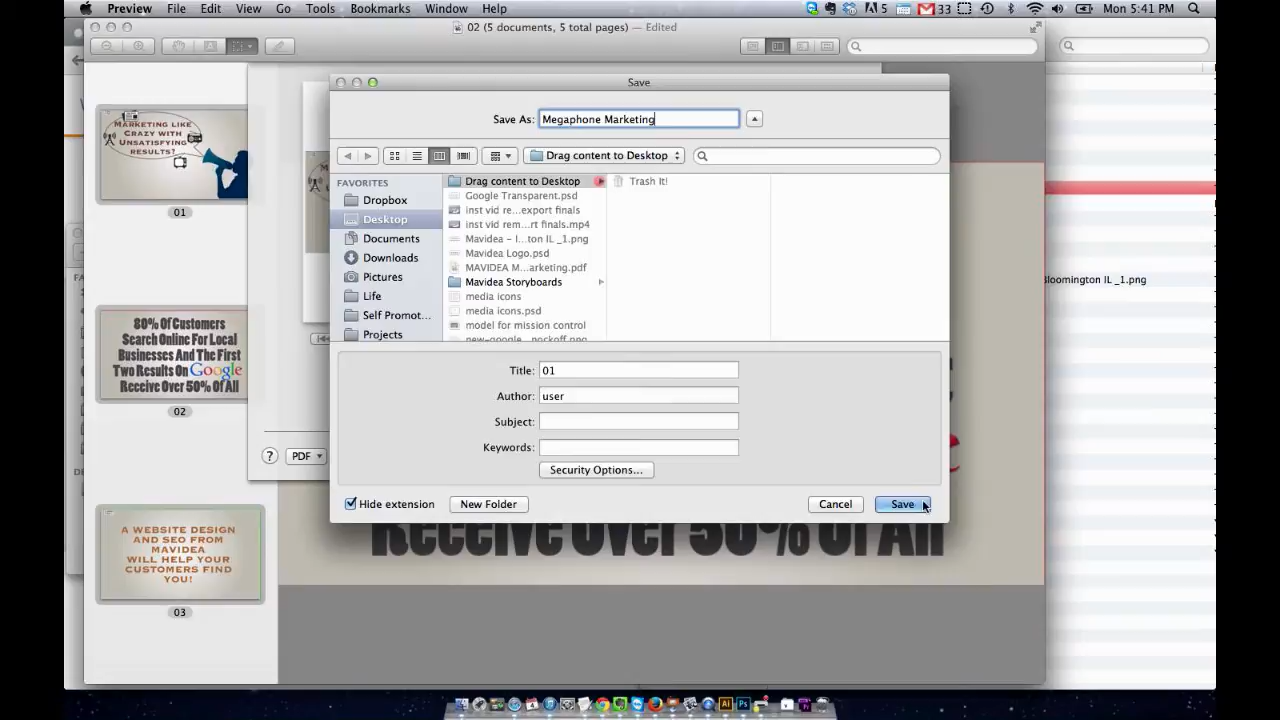 Preview File Edit View Go Tools Bookmarks Window Help
5 33 Mon 5:41 PM
02 (5 documents, 5 total pages) — Edited
Save
Save As: Megaphone Marketing
Drag content to Desktop
FAVORITES
Dropbox
Desktop
Documents
Downloads
Pictures
Life
Self Promot...
Projects
Drag content to Desktop
Google Transparent.psd
inst vid re...export finals
inst vid rem...rt finals.mp4
Mavidea - I...ton IL _1.png
Mavidea Logo.psd
MAVIDEA M...arketing.pdf
Mavidea Storyboards
media icons
media icons.psd
model for mission control
Trash It!
Title: 01
Author: user
Subject:
Keywords:
Security Options...
Hide extension
New Folder
Cancel
Save
? PDF
MARKETING LIKE
CRAZY WITH
UNSATISFYING
RESULTS?
01
80% Of Customers
Search Online For Local
Businesses And The First
Two Results On Google
Receive Over 50% Of All
02
A WEBSITE DESIGN
AND SEO FROM
MAVIDEA
WILL HELP YOUR
CUSTOMERS FIND
YOU!
03
Receive Over 50% Of All
Bloomington IL _1.png